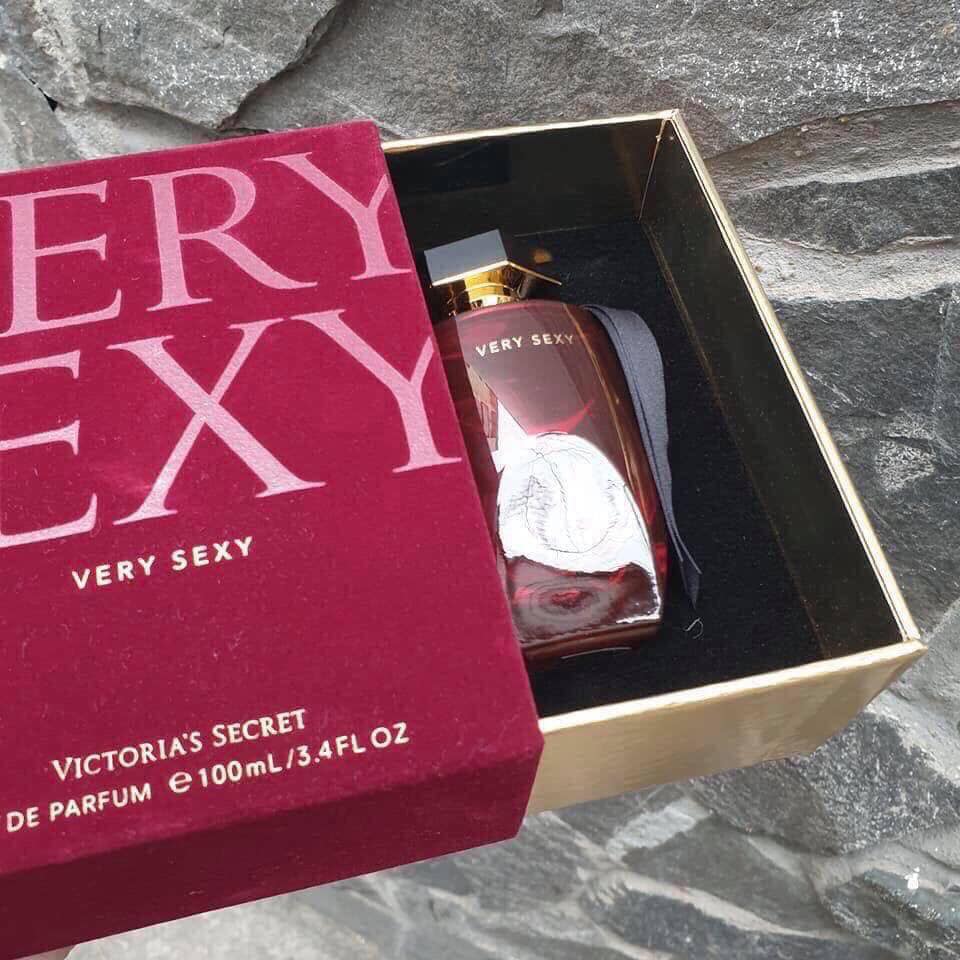 ERY
EXY
VERY SEXY
VICTORIA'S SECRET
DE PARFUM ℮ 100mL/3.4FL OZ
VERY SEXY